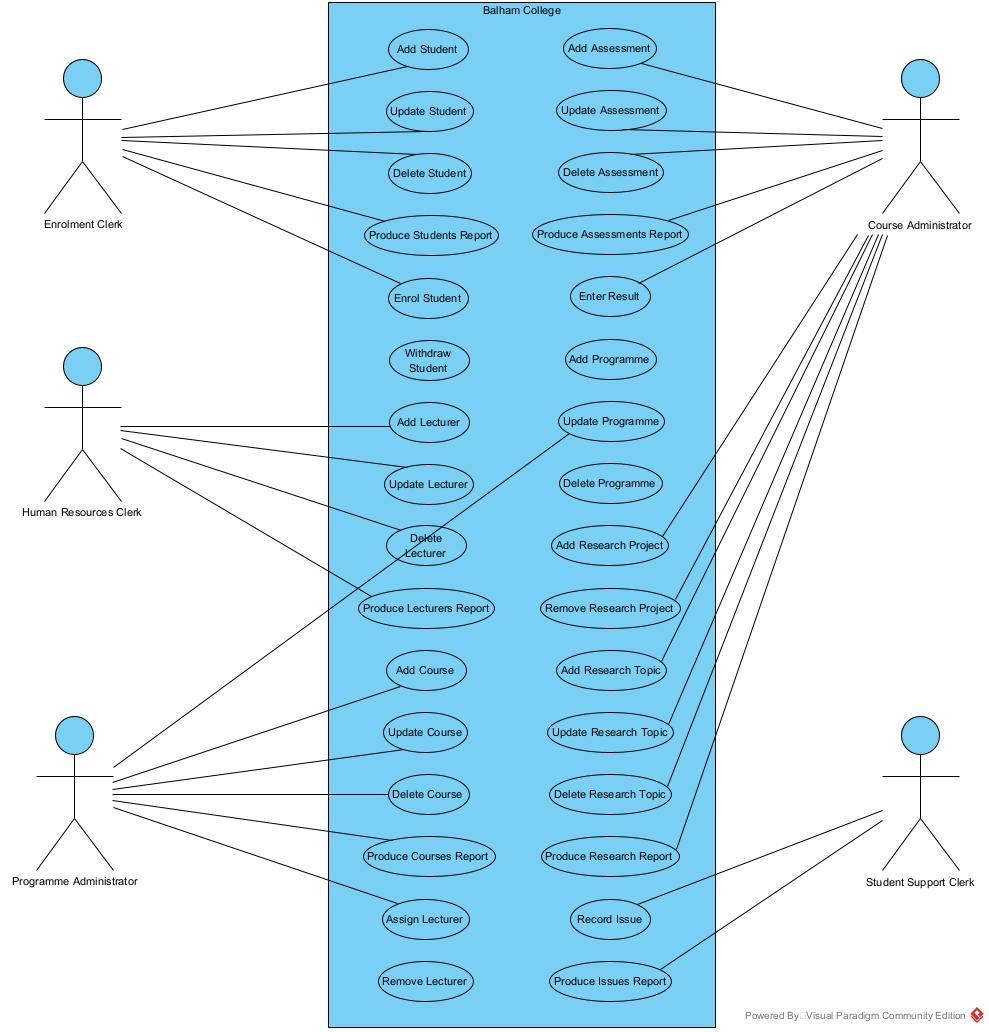 Balham College
Add Student
Add Assessment
Update Student
Update Assessment
Delete Student
Delete Assessment
Enrolment Clerk
Course Administrator
Produce Students Report
Produce Assessments Report
Enrol Student
Enter Result
Withdraw
Student
Add Programme
Add Lecturer
Update Programme
Update Lecturer
Delete Programme
Human Resources Clerk
Delete
Lecturer
Add Research Project
Produce Lecturers Report
Remove Research Project
Add Course
Add Research Topic
Update Course
Update Research Topic
Delete Course
Delete Research Topic
Produce Courses Report
Produce Research Report
Programme Administrator
Student Support Clerk
Assign Lecturer
Record Issue
Remove Lecturer
Produce Issues Report
Powered By Visual Paradigm Community Edition